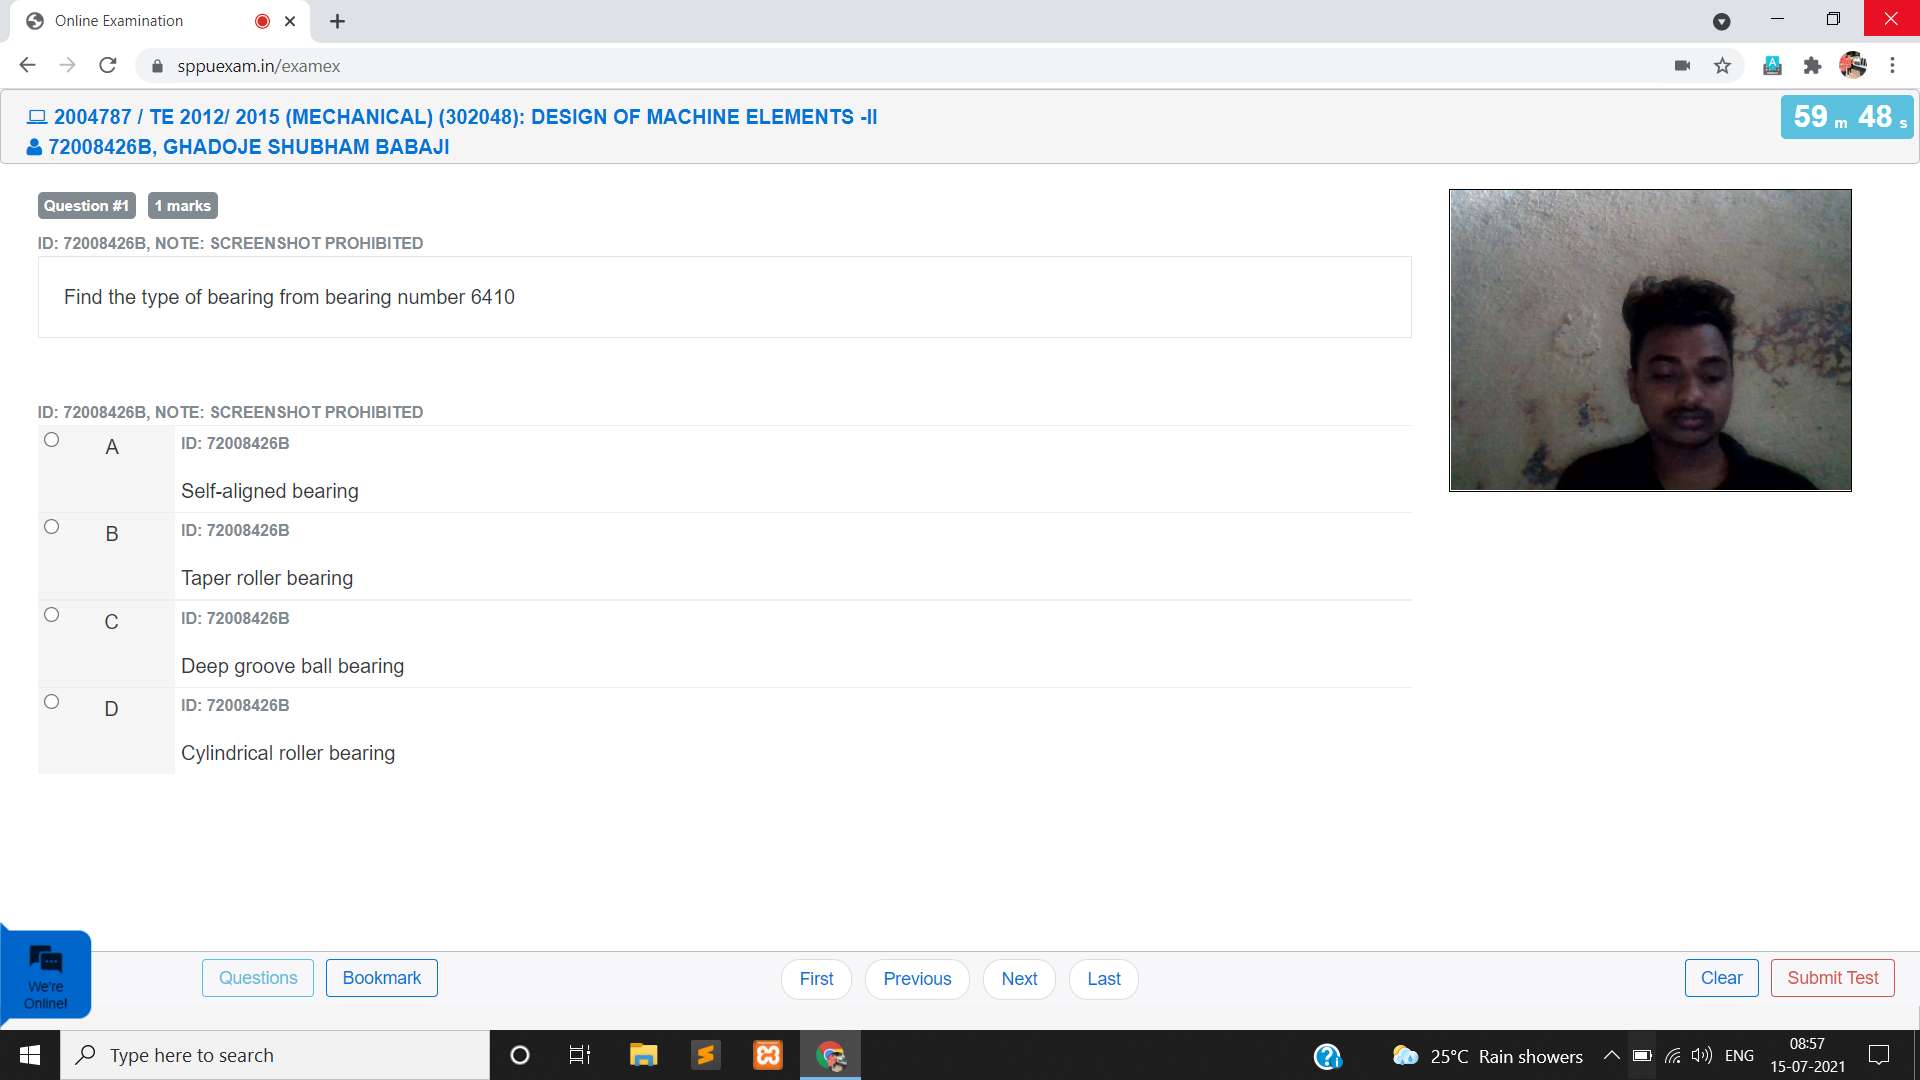 Online Examination
sppuexam.in/examex
2004787 / TE 2012/ 2015 (MECHANICAL) (302048): DESIGN OF MACHINE ELEMENTS -II
59 m 48 s
72008426B, GHADOJE SHUBHAM BABAJI
Question #1 1 marks
ID: 72008426B, NOTE: SCREENSHOT PROHIBITED
Find the type of bearing from bearing number 6410
ID: 72008426B, NOTE: SCREENSHOT PROHIBITED
A
ID: 72008426B
Self-aligned bearing
B
ID: 72008426B
Taper roller bearing
C
ID: 72008426B
Deep groove ball bearing
D
ID: 72008426B
Cylindrical roller bearing
We're
Online!
Questions Bookmark First Previous Next Last Clear Submit Test
Type here to search
25°C Rain showers
ENG
08:57
15-07-2021